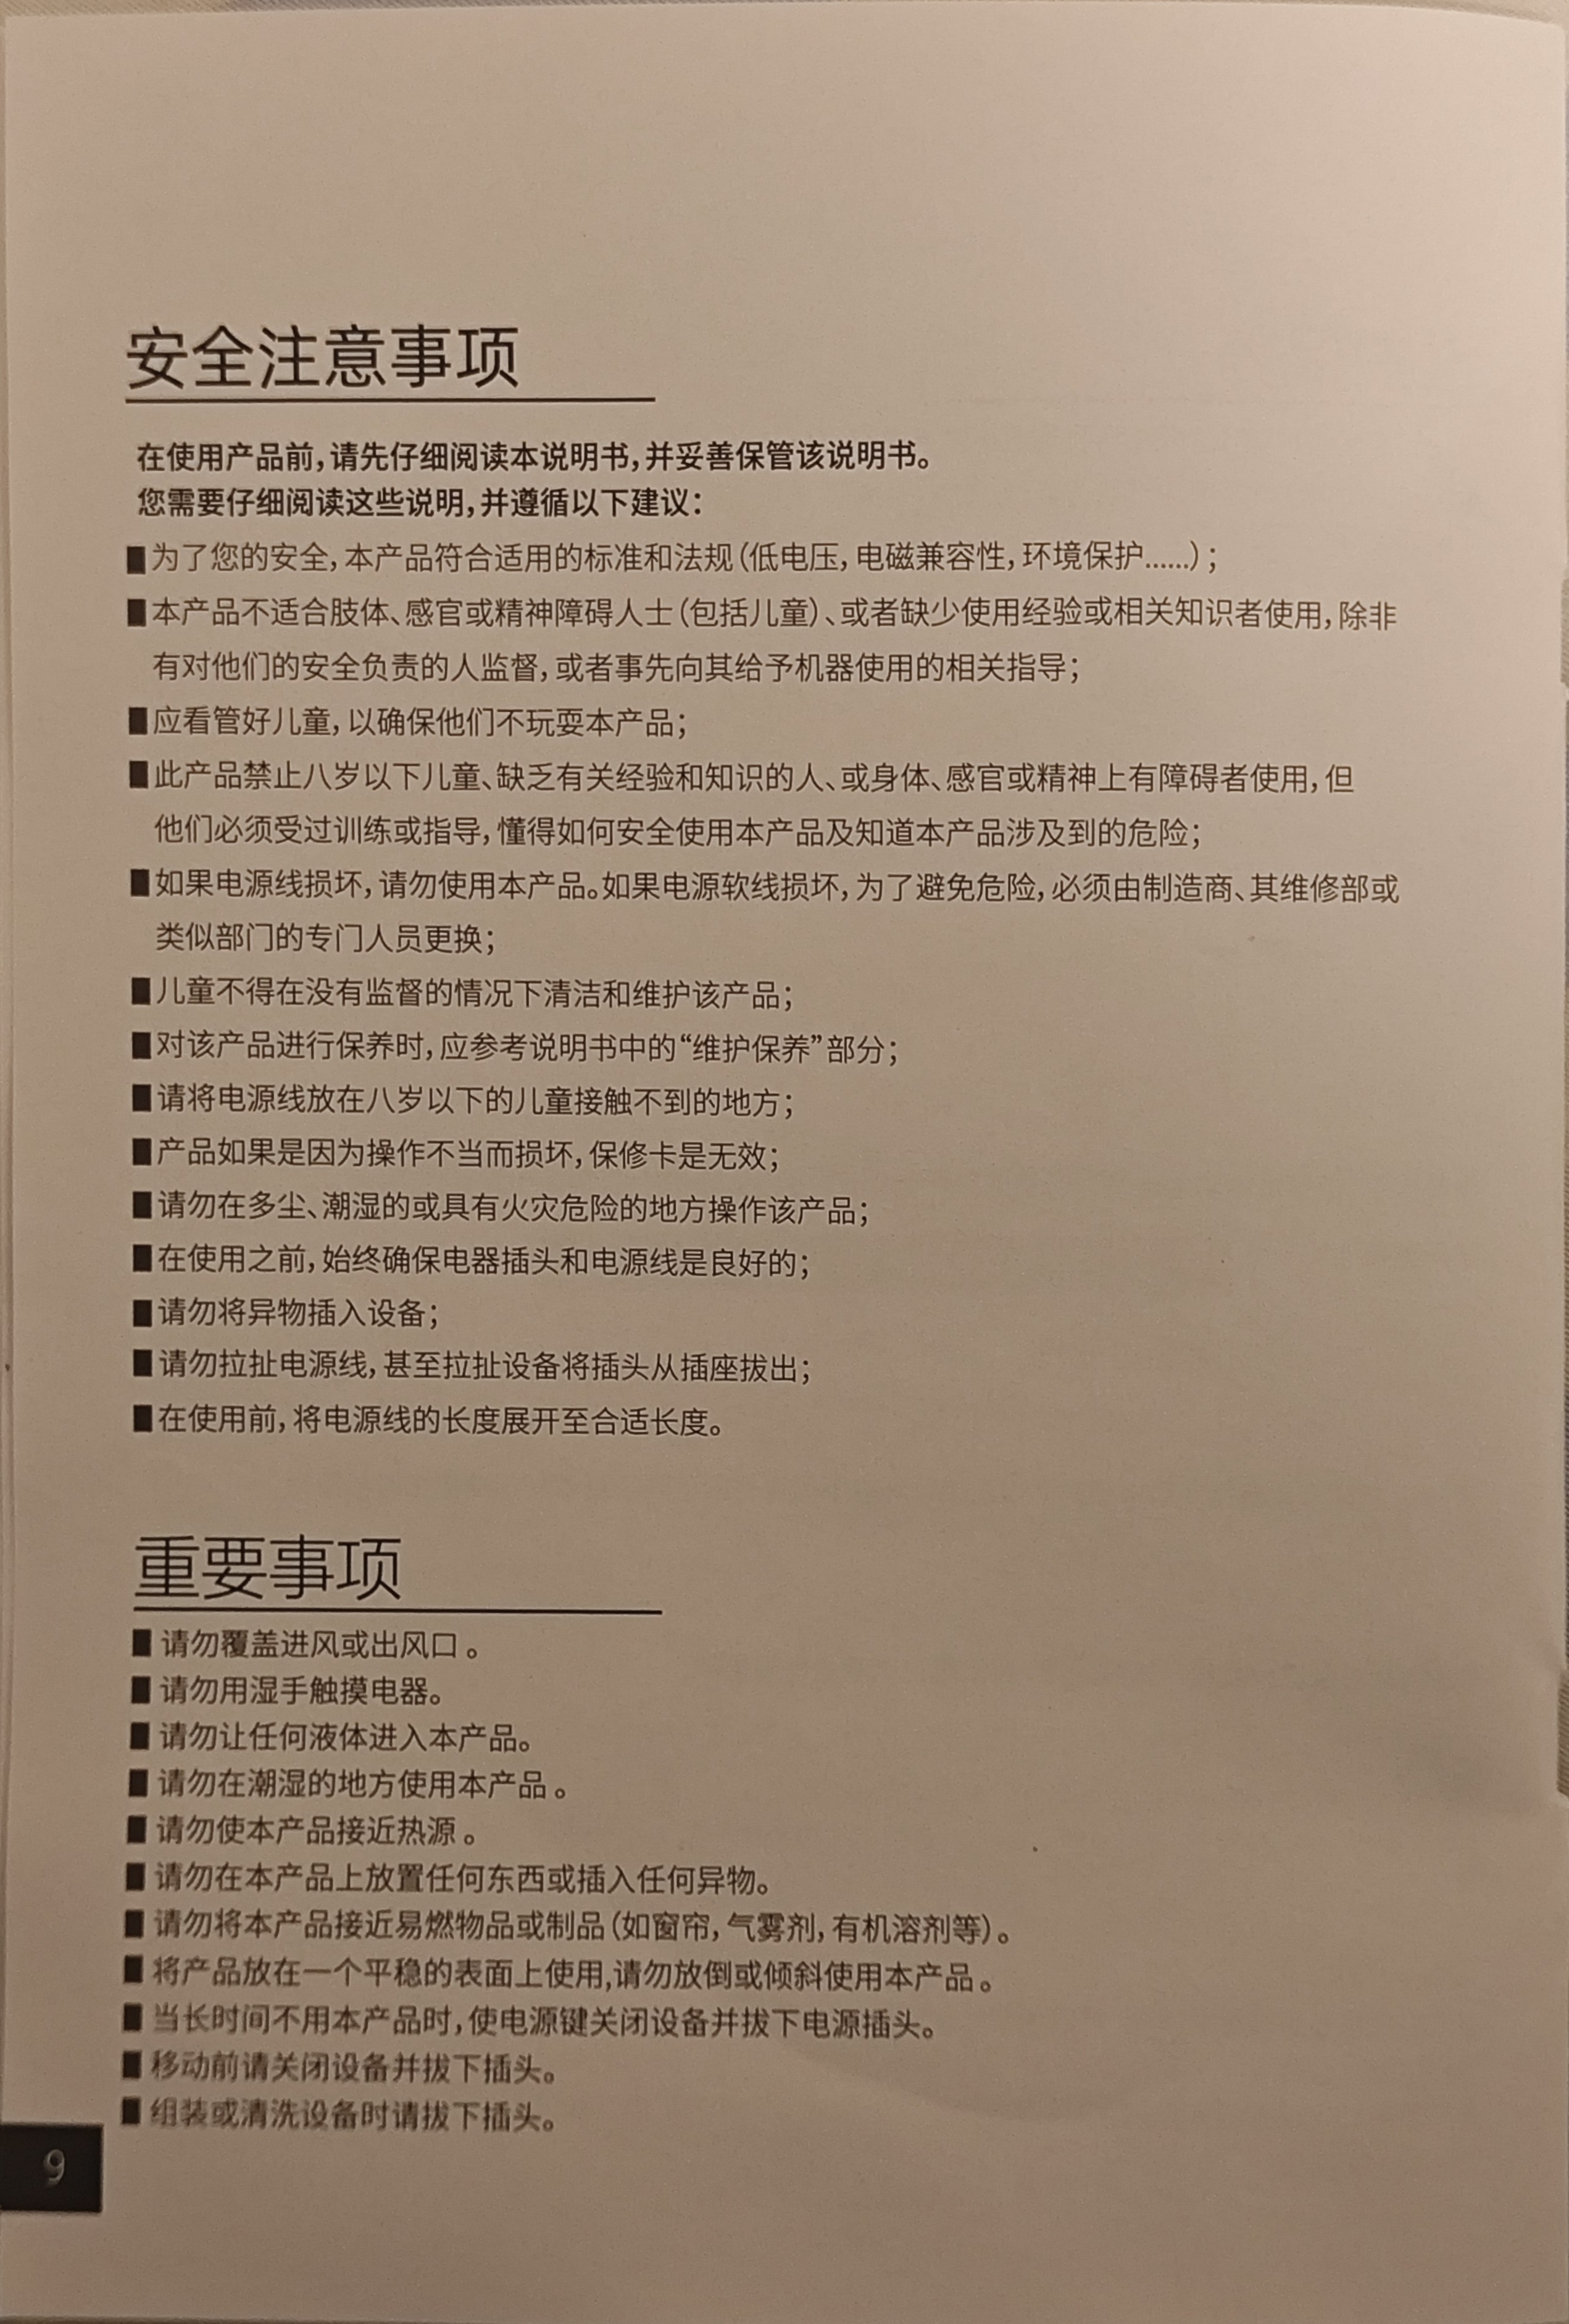 安全注意事项
在使用产品前,请先仔细阅读本说明书,并妥善保管该说明书。
您需要仔细阅读这些说明,并遵循以下建议:
■为了您的安全,本产品符合适用的标准和法规(低电压,电磁兼容性,环境保护......);
■本产品不适合肢体、感官或精神障碍人士(包括儿童)、或者缺少使用经验或相关知识者使用,除非
有对他们的安全负责的人监督,或者事先向其给予机器使用的相关指导;
■应看管好儿童,以确保他们不玩耍本产品;
■此产品禁止八岁以下儿童、缺乏有关经验和知识的人、或身体、感官或精神上有障碍者使用,但
他们必须受过训练或指导,懂得如何安全使用本产品及知道本产品涉及到的危险;
■如果电源线损坏,请勿使用本产品。如果电源软线损坏,为了避免危险,必须由制造商、其维修部或
类似部门的专门人员更换;
■儿童不得在没有监督的情况下清洁和维护该产品;
■对该产品进行保养时,应参考说明书中的“维护保养”部分;
■请将电源线放在八岁以下的儿童接触不到的地方;
■产品如果是因为操作不当而损坏,保修卡是无效;
■请勿在多尘、潮湿的或具有火灾危险的地方操作该产品;
■在使用之前,始终确保电器插头和电源线是良好的;
■请勿将异物插入设备;
■请勿拉扯电源线,甚至拉扯设备将插头从插座拔出;
■在使用前,将电源线的长度展开至合适长度。
重要事项
■ 请勿覆盖进风或出风口 。
■ 请勿用湿手触摸电器。
■ 请勿让任何液体进入本产品。
■ 请勿在潮湿的地方使用本产品 。
■ 请勿使本产品接近热源 。
■ 请勿在本产品上放置任何东西或插入任何异物。
■ 请勿将本产品接近易燃物品或制品(如窗帘,气雾剂,有机溶剂等)。
■ 将产品放在一个平稳的表面上使用,请勿放倒或倾斜使用本产品 。
■ 当长时间不用本产品时,使电源键关闭设备并拔下电源插头。
■ 移动前请关闭设备并拔下插头。
■ 组装或清洗设备时请拔下插头。
9